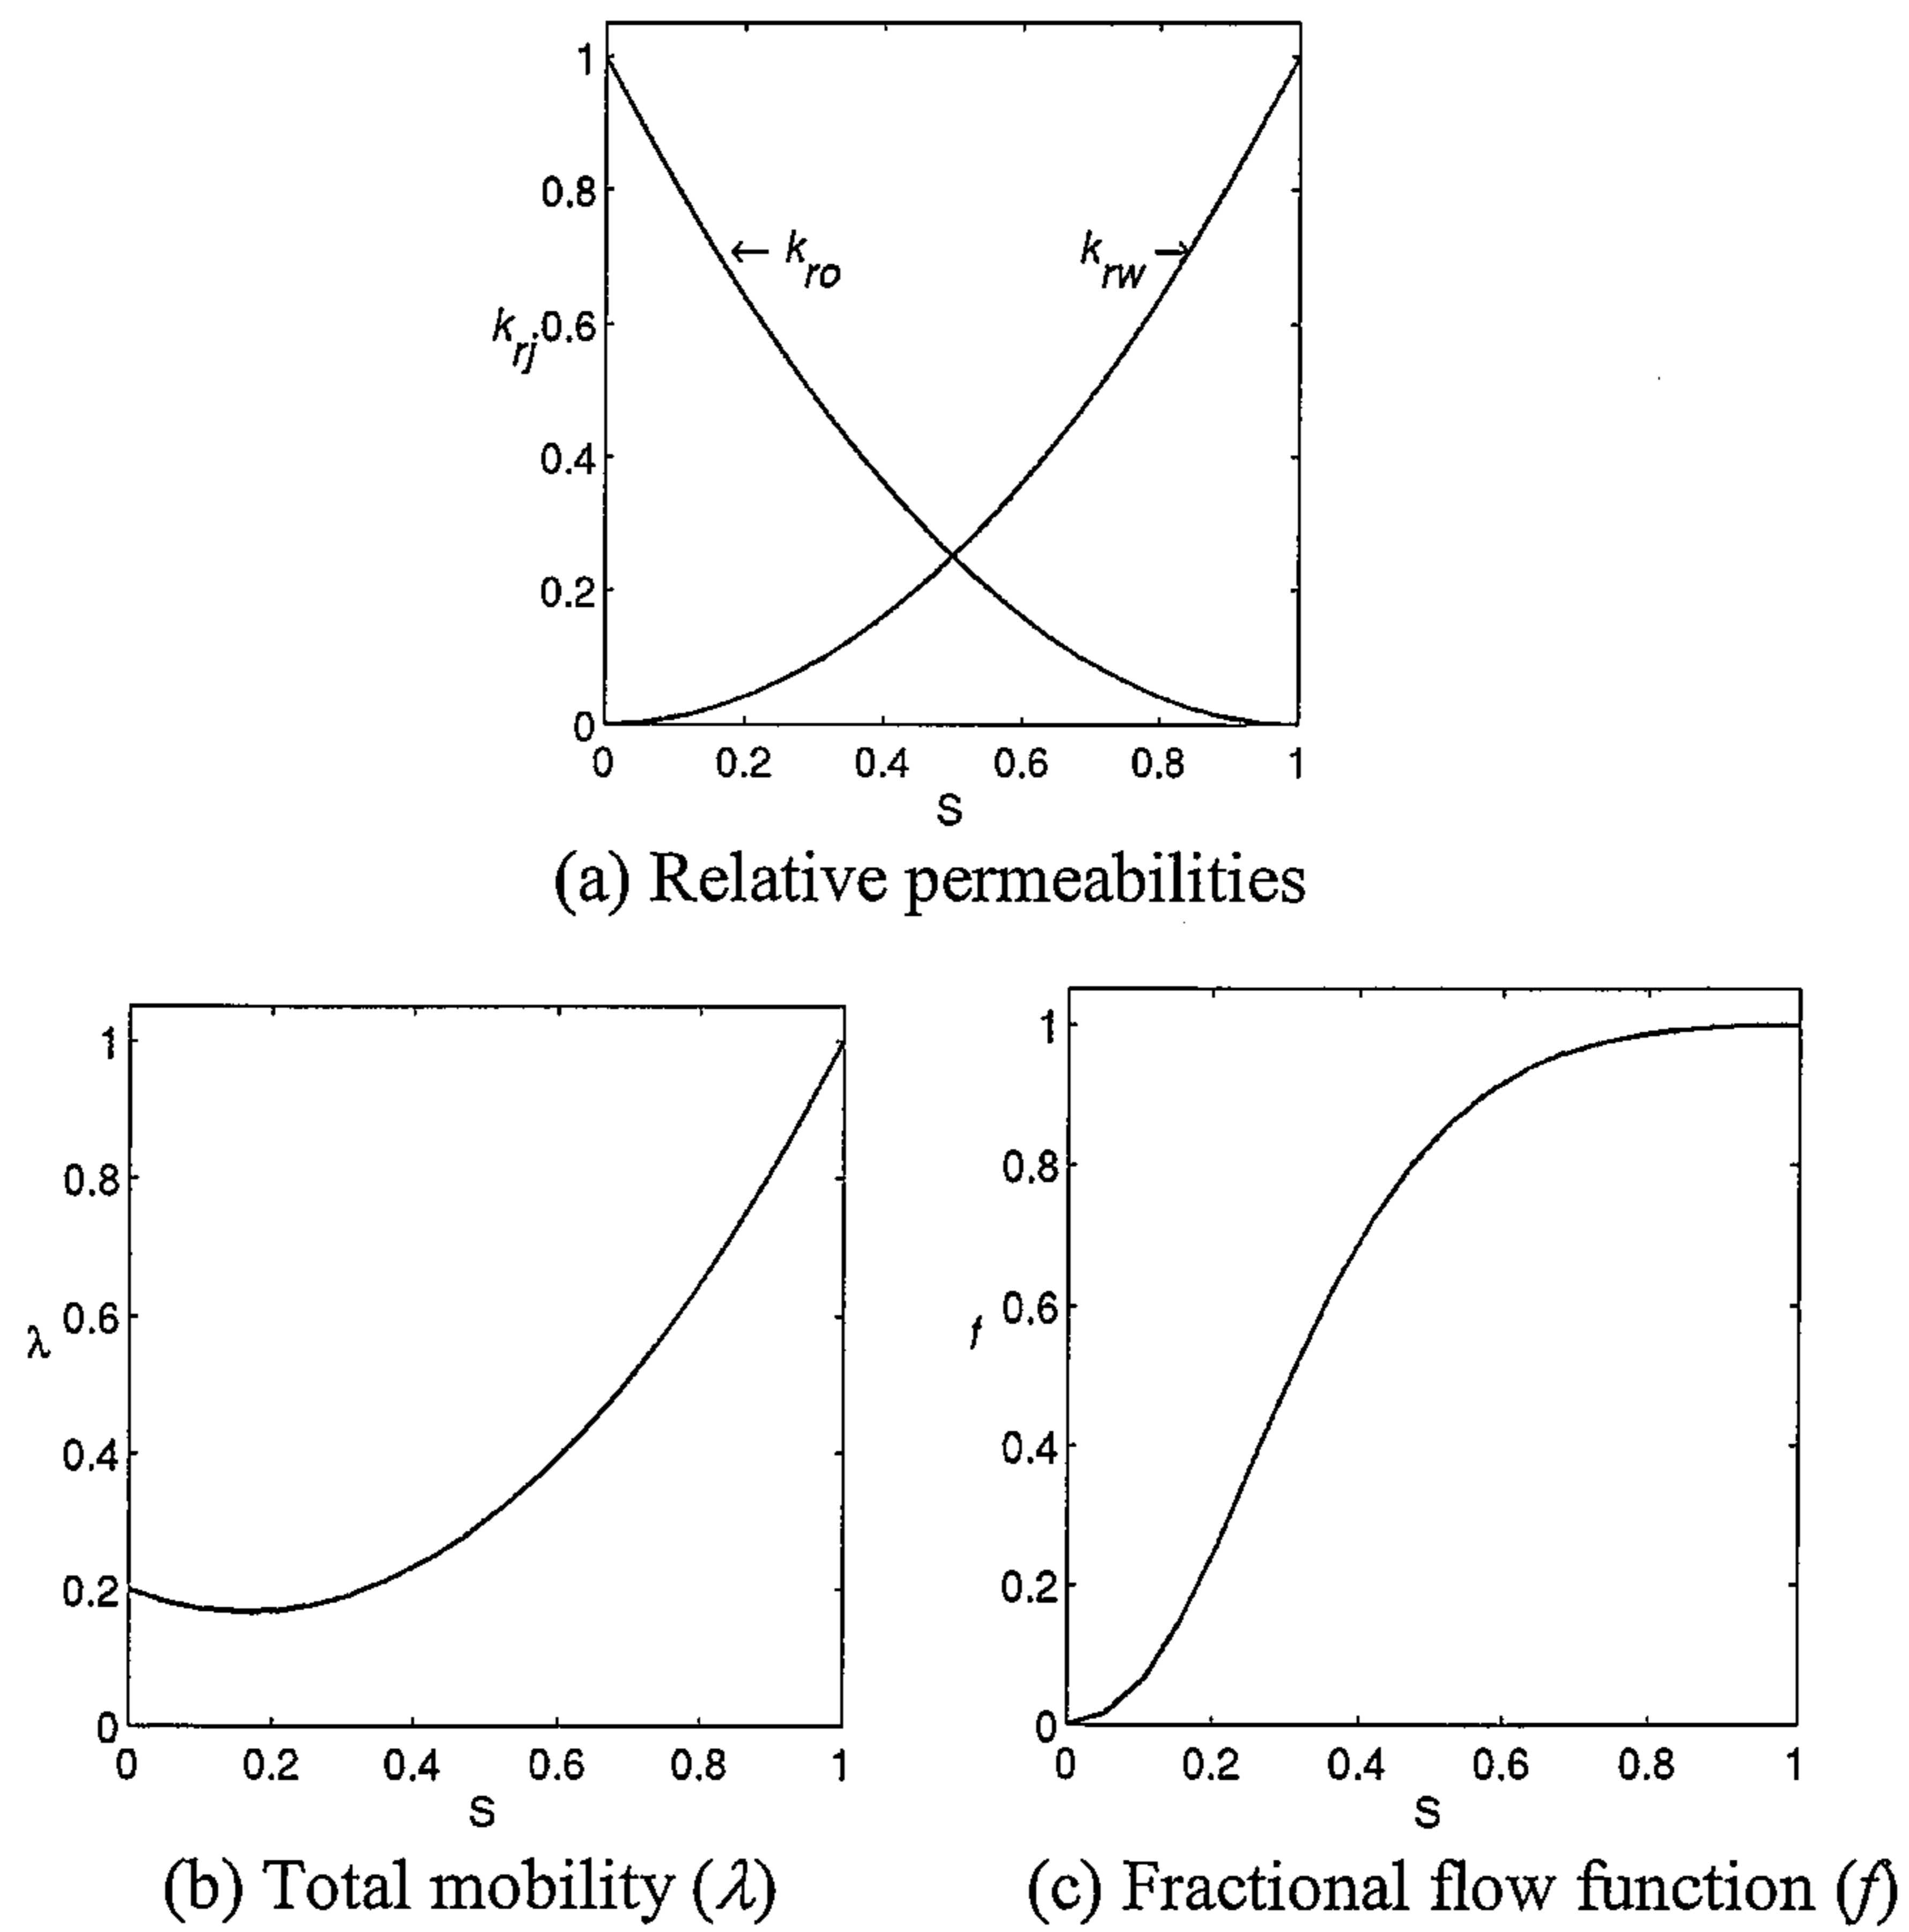 1
0.8
k_rj 0.6
0.4
0.2
0
← k_ro
k_rw →
0 0.2 0.4 0.6 0.8 1
S
(a) Relative permeabilities
1
0.8
0.6
λ
0.4
0.2
0
0 0.2 0.4 0.6 0.8 1
S
(b) Total mobility (λ)
1
0.8
0.6
f
0.4
0.2
0
0 0.2 0.4 0.6 0.8 1
S
(c) Fractional flow function (f)